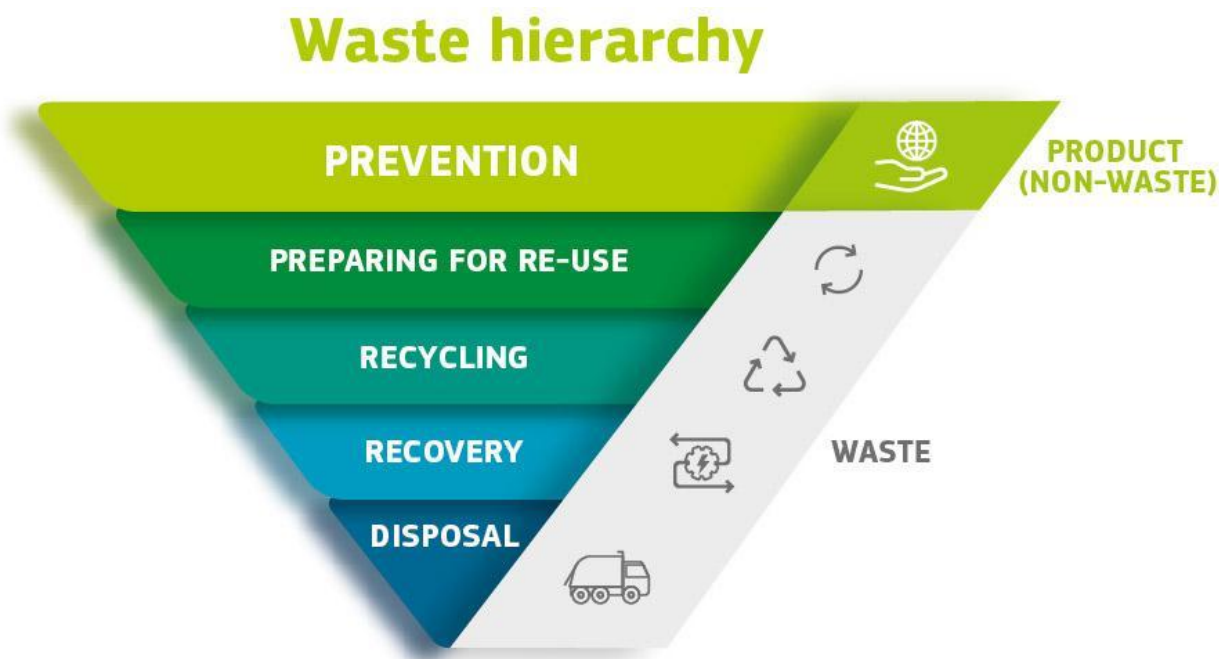 Waste hierarchy
PREVENTION
PRODUCT
(NON-WASTE)
PREPARING FOR RE-USE
RECYCLING
RECOVERY
WASTE
DISPOSAL